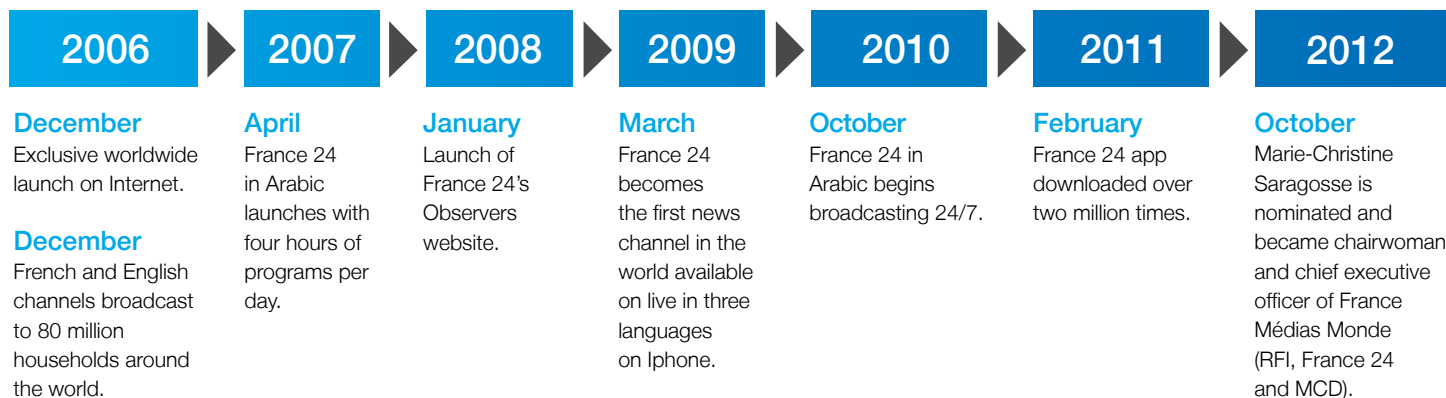 2006
December
Exclusive worldwide
launch on Internet.
December
French and English
channels broadcast
to 80 million
households around
the world.
2007
April
France 24
in Arabic
launches with
four hours of
programs per
day.
2008
January
Launch of
France 24’s
Observers
website.
2009
March
France 24
becomes
the first news
channel in the
world available
on live in three
languages
on Iphone.
2010
October
France 24 in
Arabic begins
broadcasting 24/7.
2011
February
France 24 app
downloaded over
two million times.
2012
October
Marie-Christine
Saragosse is
nominated and
became chairwoman
and chief executive
officer of France
Médias Monde
(RFI, France 24
and MCD).